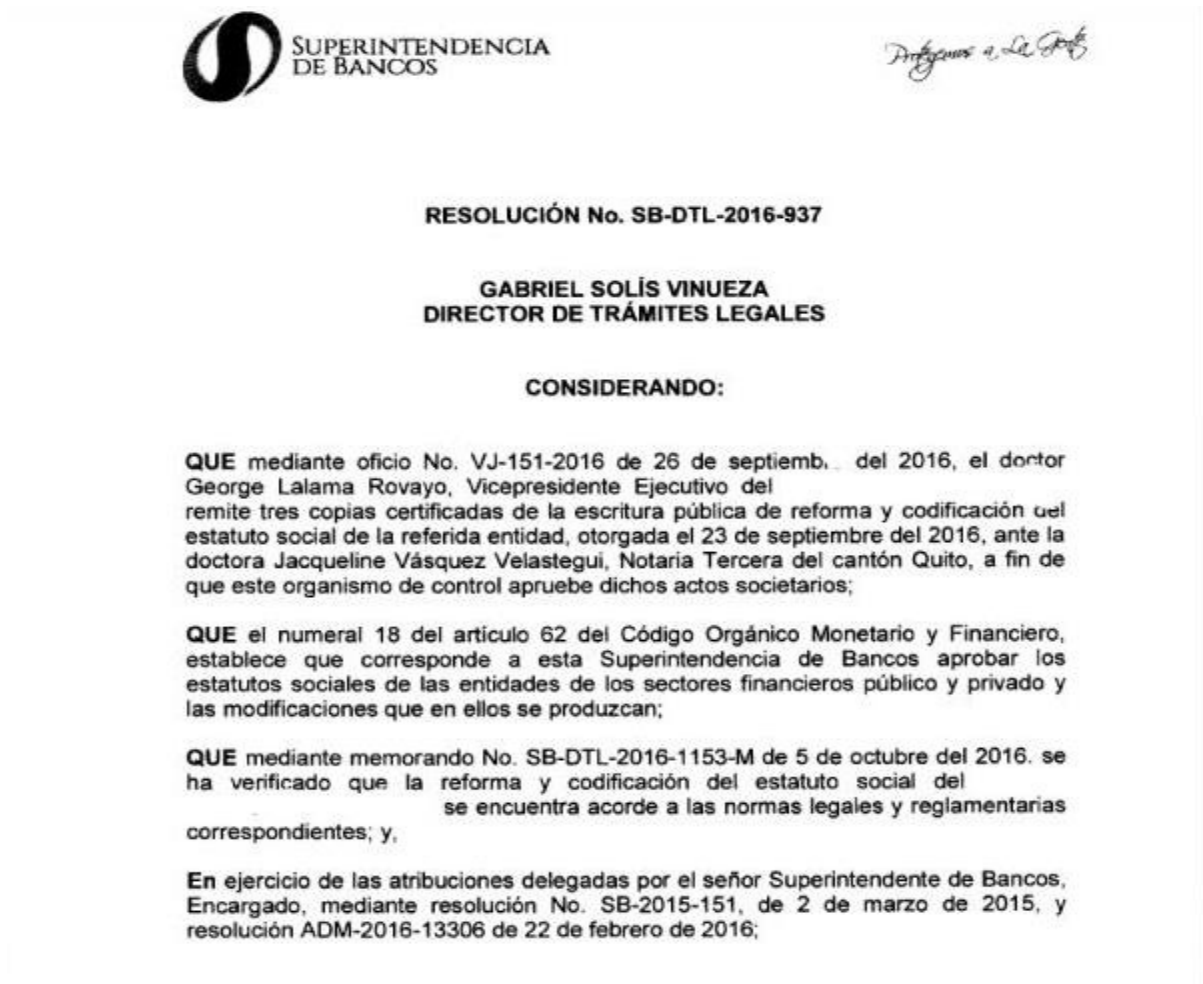 SUPERINTENDENCIA
DE BANCOS
Protegemos a La Gente
RESOLUCIÓN No. SB-DTL-2016-937
GABRIEL SOLÍS VINUEZA
DIRECTOR DE TRÁMITES LEGALES
CONSIDERANDO:
QUE mediante oficio No. VJ-151-2016 de 26 de septiemb. del 2016, el doctor
George Lalama Rovayo, Vicepresidente Ejecutivo del
remite tres copias certificadas de la escritura pública de reforma y codificación del
estatuto social de la referida entidad, otorgada el 23 de septiembre del 2016, ante la
doctora Jacqueline Vásquez Velastegui, Notaria Tercera del cantón Quito, a fin de
que este organismo de control apruebe dichos actos societarios;
QUE el numeral 18 del artículo 62 del Código Orgánico Monetario y Financiero,
establece que corresponde a esta Superintendencia de Bancos aprobar los
estatutos sociales de las entidades de los sectores financieros público y privado y
las modificaciones que en ellos se produzcan;
QUE mediante memorando No. SB-DTL-2016-1153-M de 5 de octubre del 2016. se
ha verificado que la reforma y codificación del estatuto social del
se encuentra acorde a las normas legales y reglamentarias
correspondientes; y,
En ejercicio de las atribuciones delegadas por el señor Superintendente de Bancos,
Encargado, mediante resolución No. SB-2015-151, de 2 de marzo de 2015, y
resolución ADM-2016-13306 de 22 de febrero de 2016;